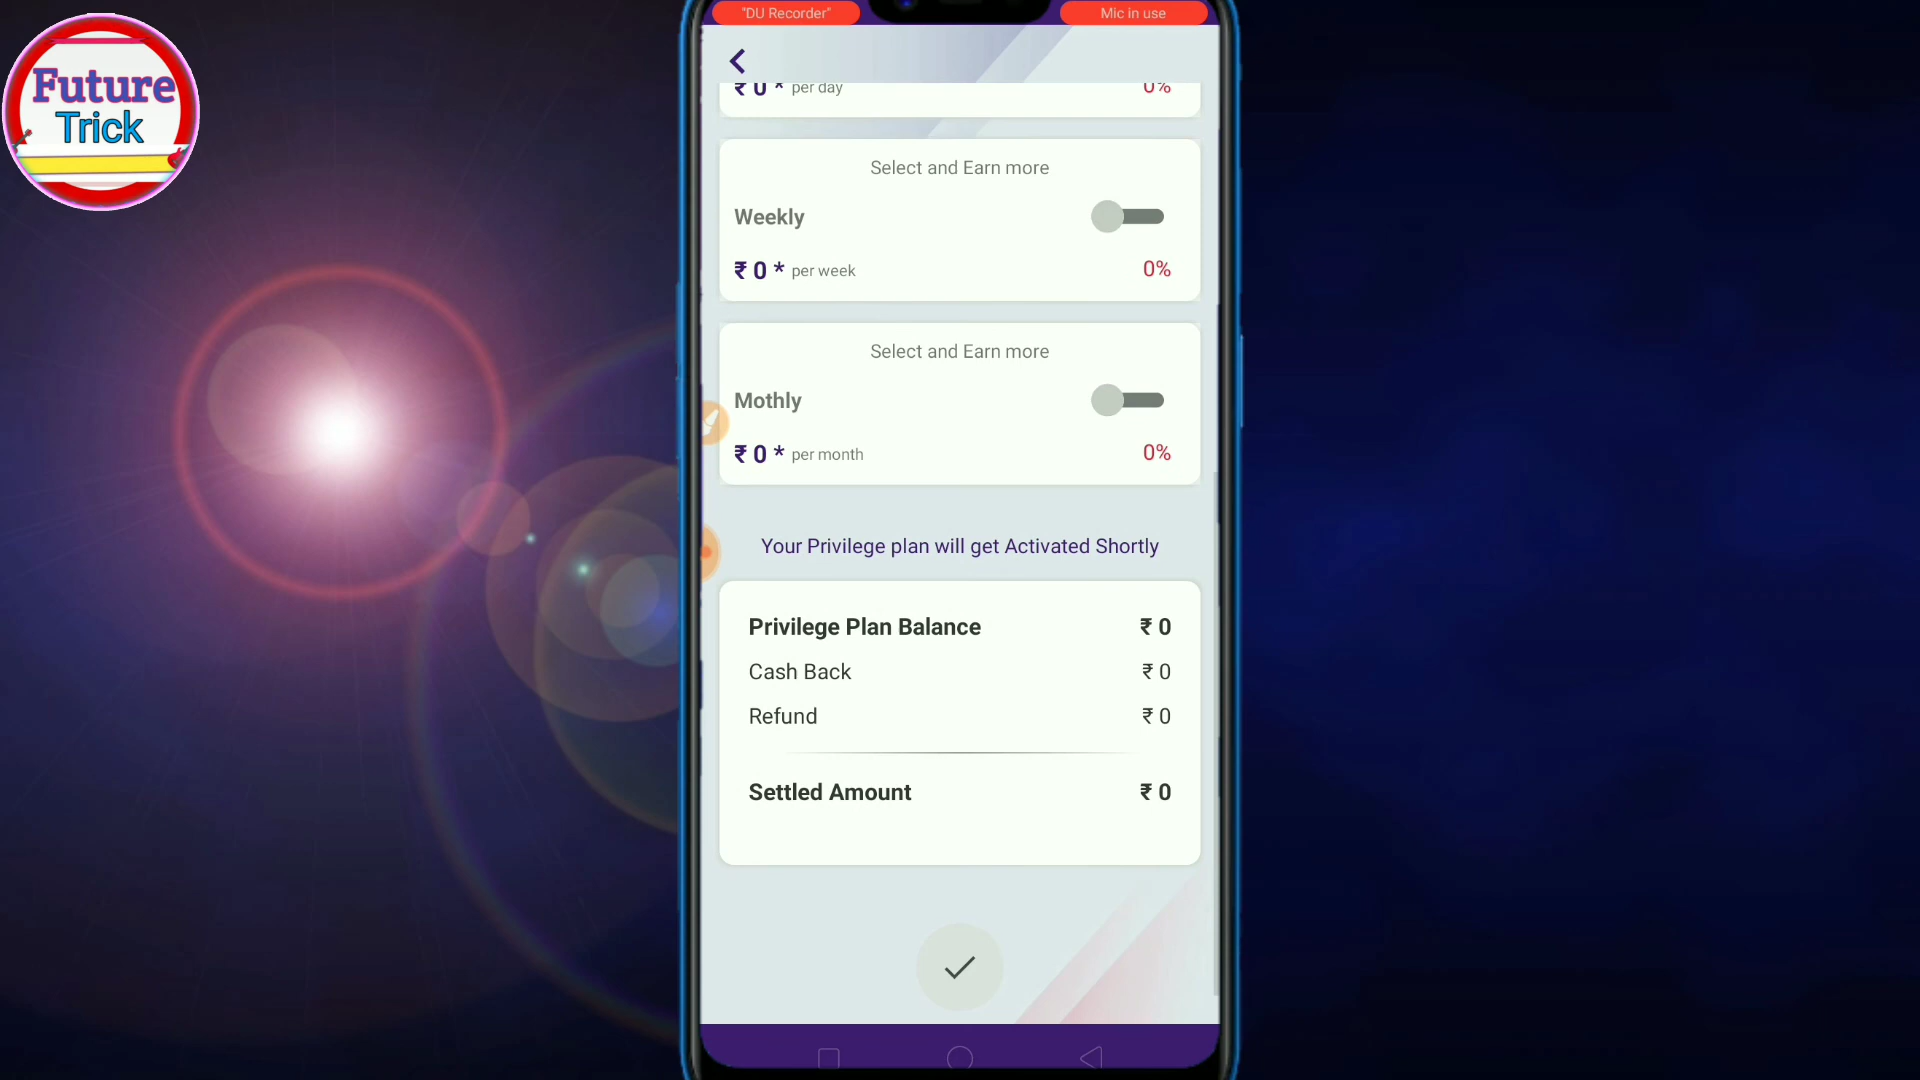 "DU Recorder"
Mic in use
Future
Trick
₹ 0 * per day
0%
Select and Earn more
Weekly
₹ 0 * per week
0%
Select and Earn more
Mothly
₹ 0 * per month
0%
Your Privilege plan will get Activated Shortly
Privilege Plan Balance
₹ 0
Cash Back
₹ 0
Refund
₹ 0
Settled Amount
₹ 0